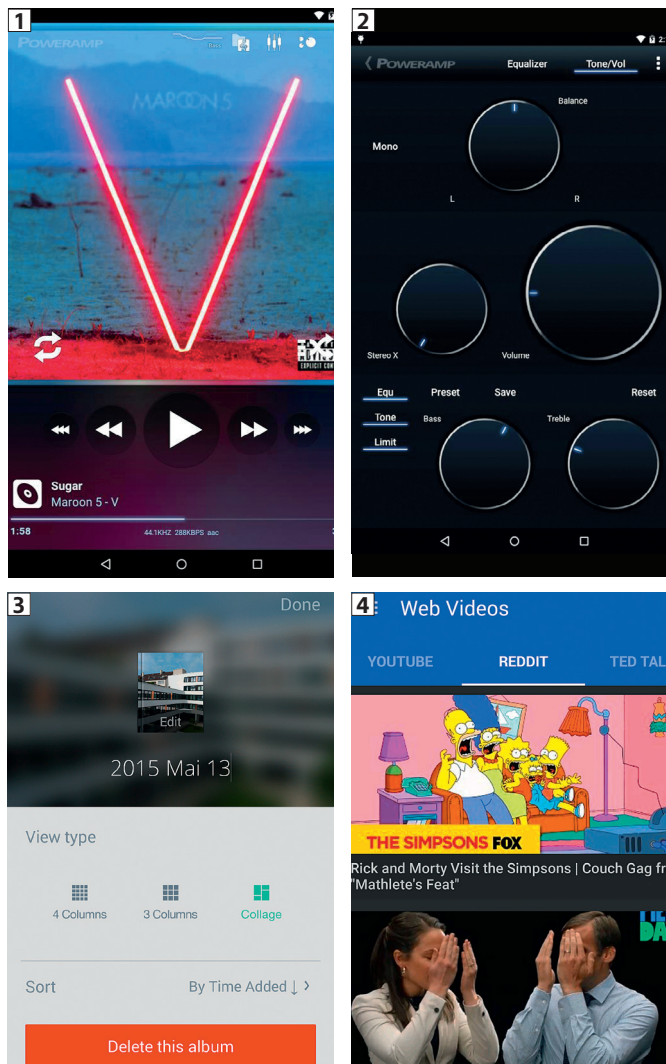 1
POWERAMP
Bass
MAROON 5
EXPLICIT
Sugar
Maroon 5 - V
1:58
44.1KHZ 288KBPS aac
2
POWERAMP
Equalizer
Tone/Vol
Balance
Mono
L
R
Stereo X
Volume
Equ
Preset
Save
Reset
Tone
Bass
Treble
Limit
3
Done
Edit
2015 Mai 13
View type
4 Columns
3 Columns
Collage
Sort
By Time Added ↓
Delete this album
4
Web Videos
YOUTUBE
REDDIT
TED TAL
THE SIMPSONS FOX
Rick and Morty Visit the Simpsons | Couch Gag fr
"Mathlete's Feat"